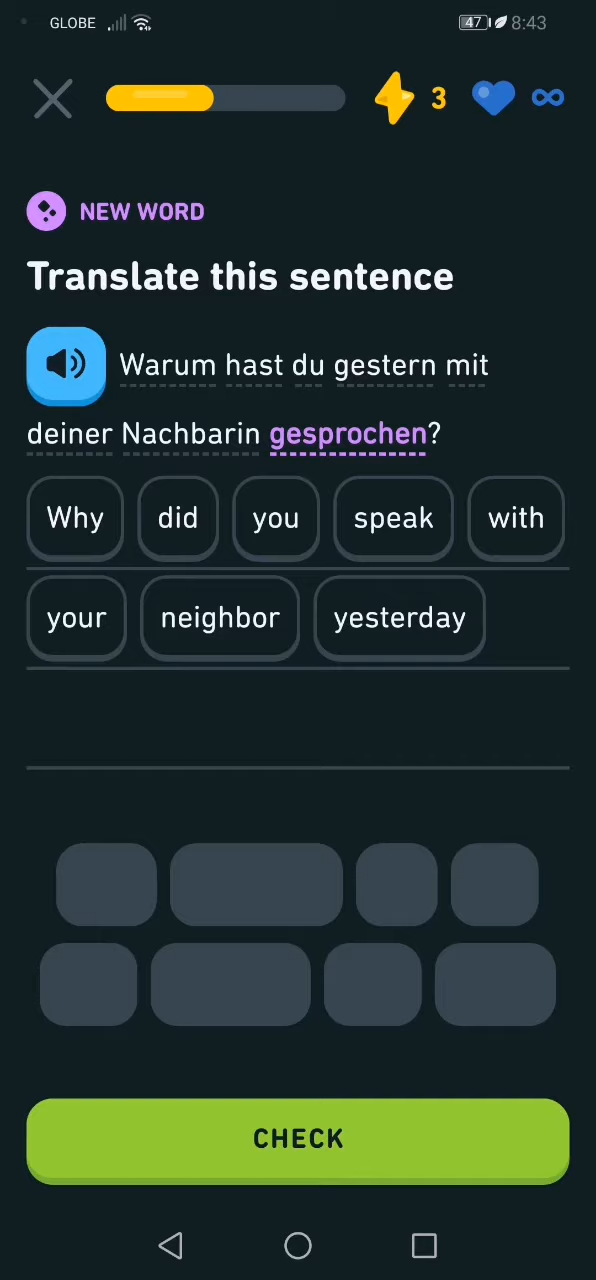 GLOBE 47 8:43
3 ∞
NEW WORD
Translate this sentence
Warum hast du gestern mit
deiner Nachbarin gesprochen?
Why did you speak with
your neighbor yesterday
CHECK